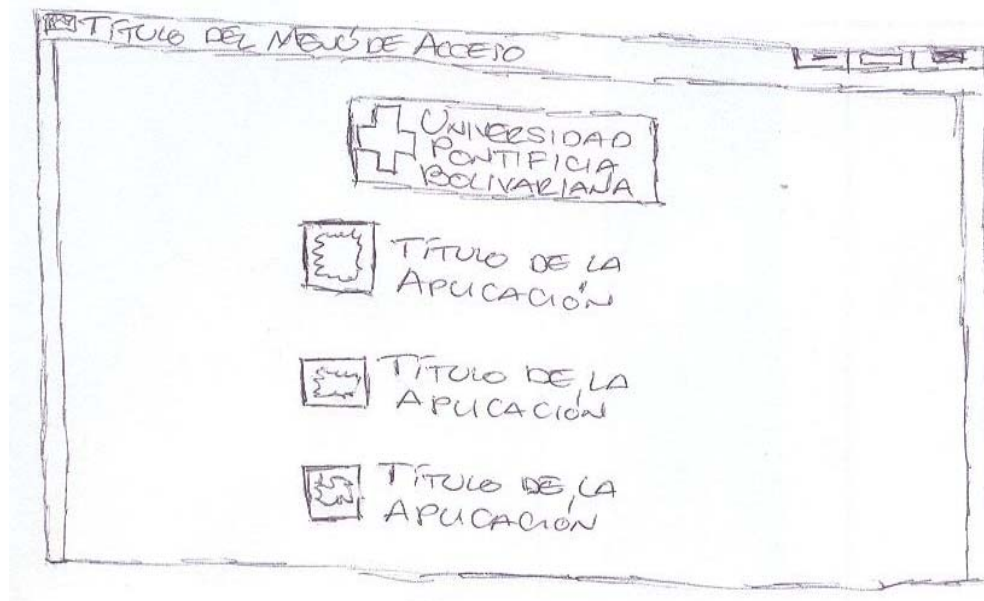 TÍTULO DEL MENÚ DE ACCESO
UNIVERSIDAD
PONTIFICIA
BOLIVARIANA
TÍTULO DE LA
APLICACIÓN
TÍTULO DE LA
APLICACIÓN
TÍTULO DE LA
APLICACIÓN